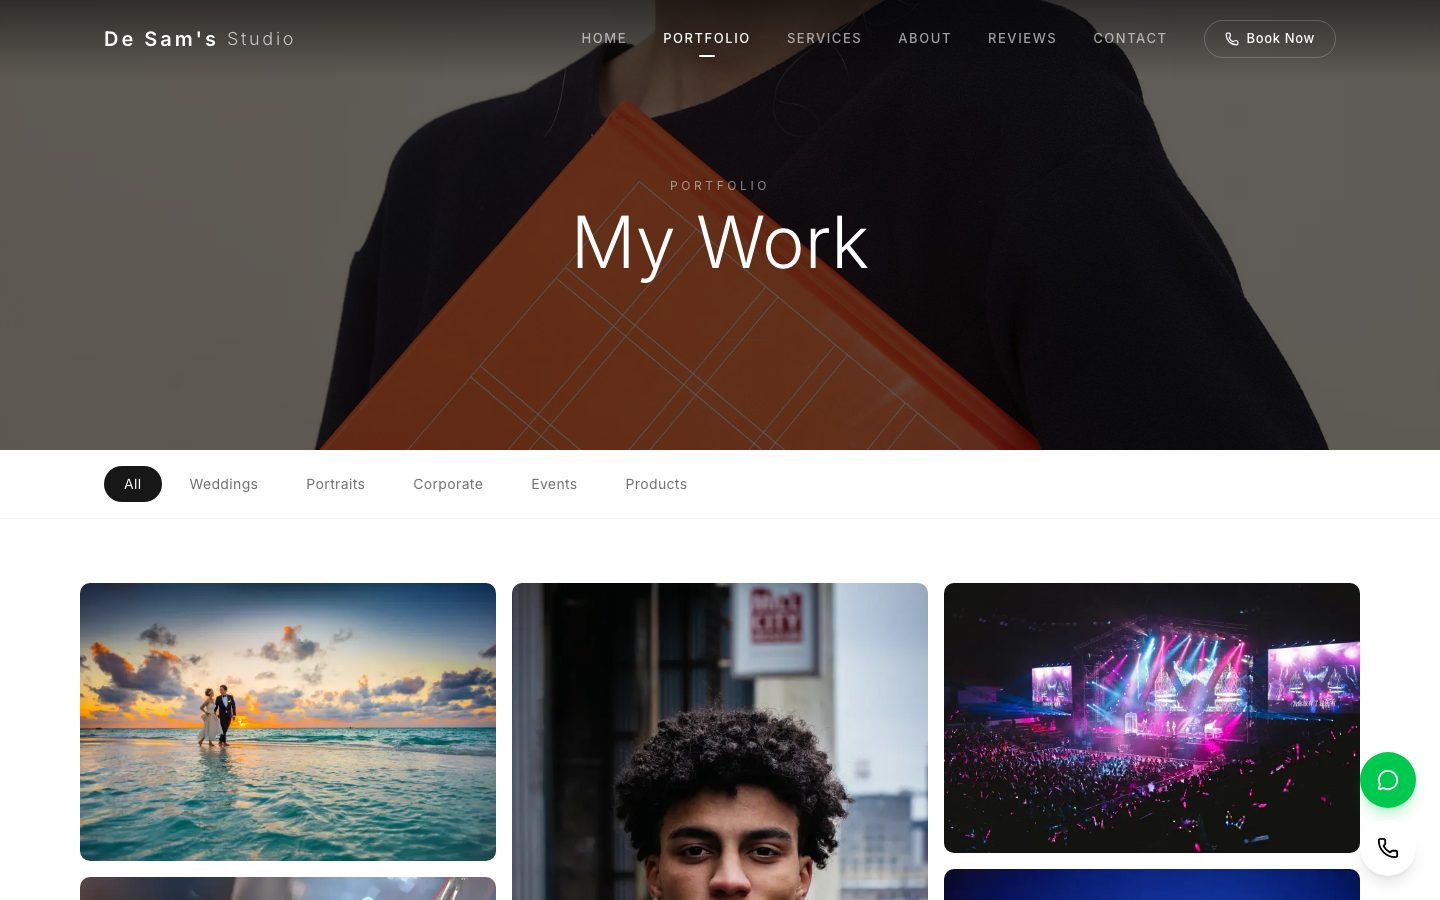 De Sam's Studio
HOME PORTFOLIO SERVICES ABOUT REVIEWS CONTACT Book Now
PORTFOLIO
My Work
All Weddings Portraits Corporate Events Products
CITY